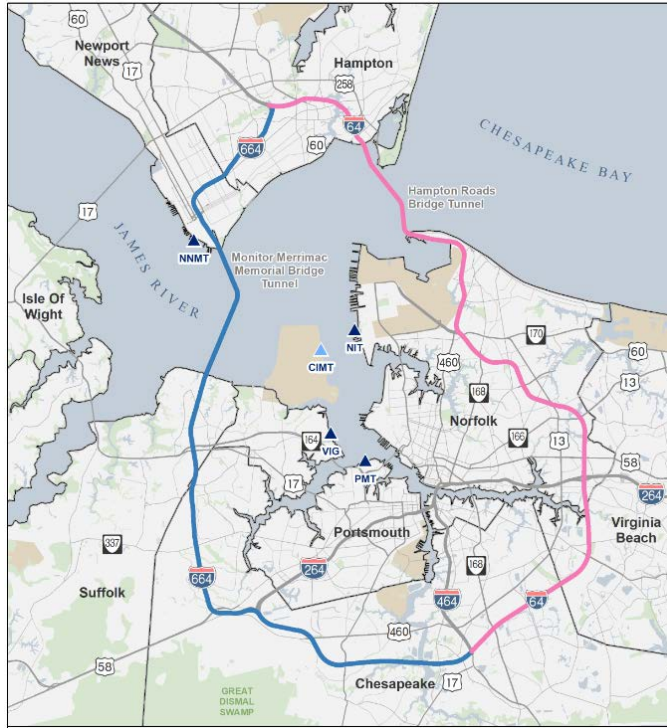 60
Newport
News
17
Hampton
258
64
60
664
60
CHESAPEAKE BAY
Hampton Roads
Bridge Tunnel
17
JAMES RIVER
NNMT
Monitor Merrimac
Memorial Bridge
Tunnel
Isle Of
Wight
NIT
CIMT
170
460
60
13
168
Norfolk
164
VIG
166
13
58
17
PMT
264
Virginia
Beach
Portsmouth
337
264
168
Suffolk
664
464
64
460
58
17
Chesapeake
GREAT
DISMAL
SWAMP